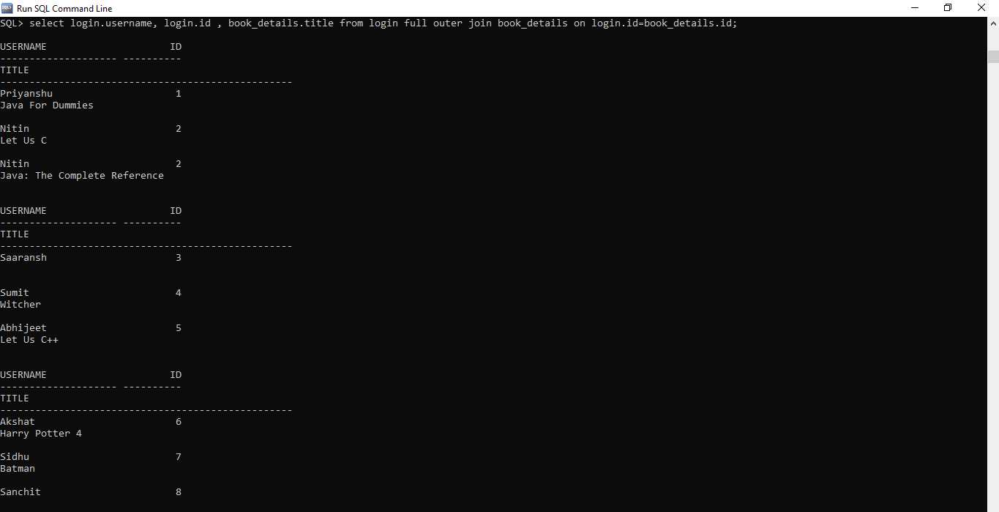 Run SQL Command Line
SQL> select login.username, login.id , book_details.title from login full outer join book_details on login.id=book_details.id;
USERNAME                     ID
-------------------- ----------
TITLE
--------------------------------------------------
Priyanshu                     1
Java For Dummies
Nitin                         2
Let Us C
Nitin                         2
Java: The Complete Reference
USERNAME                     ID
-------------------- ----------
TITLE
--------------------------------------------------
Saaransh                      3
Sumit                         4
Witcher
Abhijeet                      5
Let Us C++
USERNAME                     ID
-------------------- ----------
TITLE
--------------------------------------------------
Akshat                        6
Harry Potter 4
Sidhu                         7
Batman
Sanchit                       8